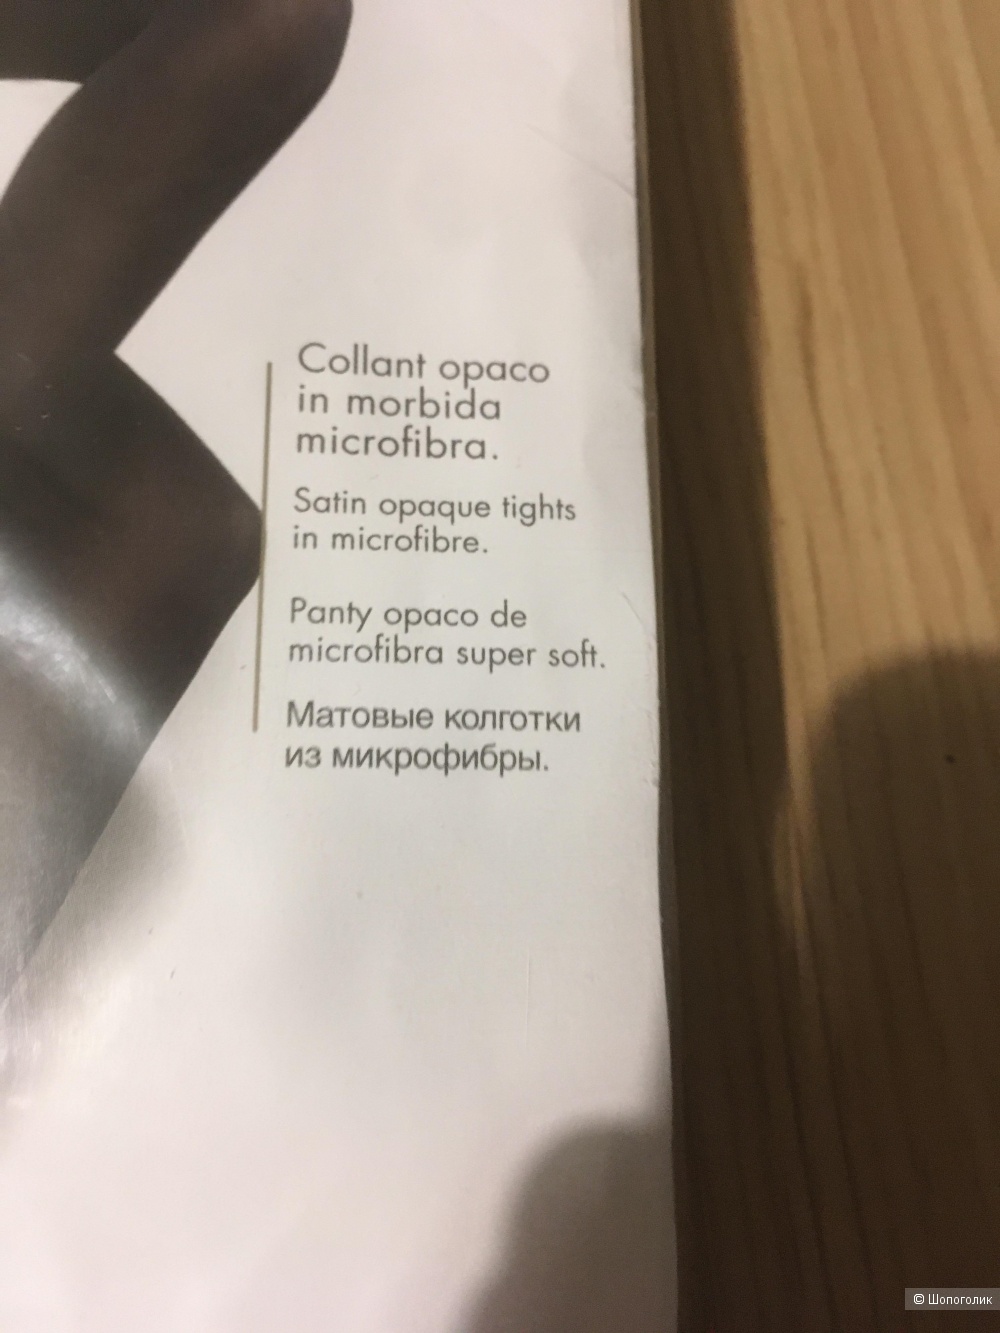 Collant opaco
in morbida
microfibra.
Satin opaque tights
in microfibre.
Panty opaco de
microfibra super soft.
Матовые колготки
из микрофибры.
© Шопоголик